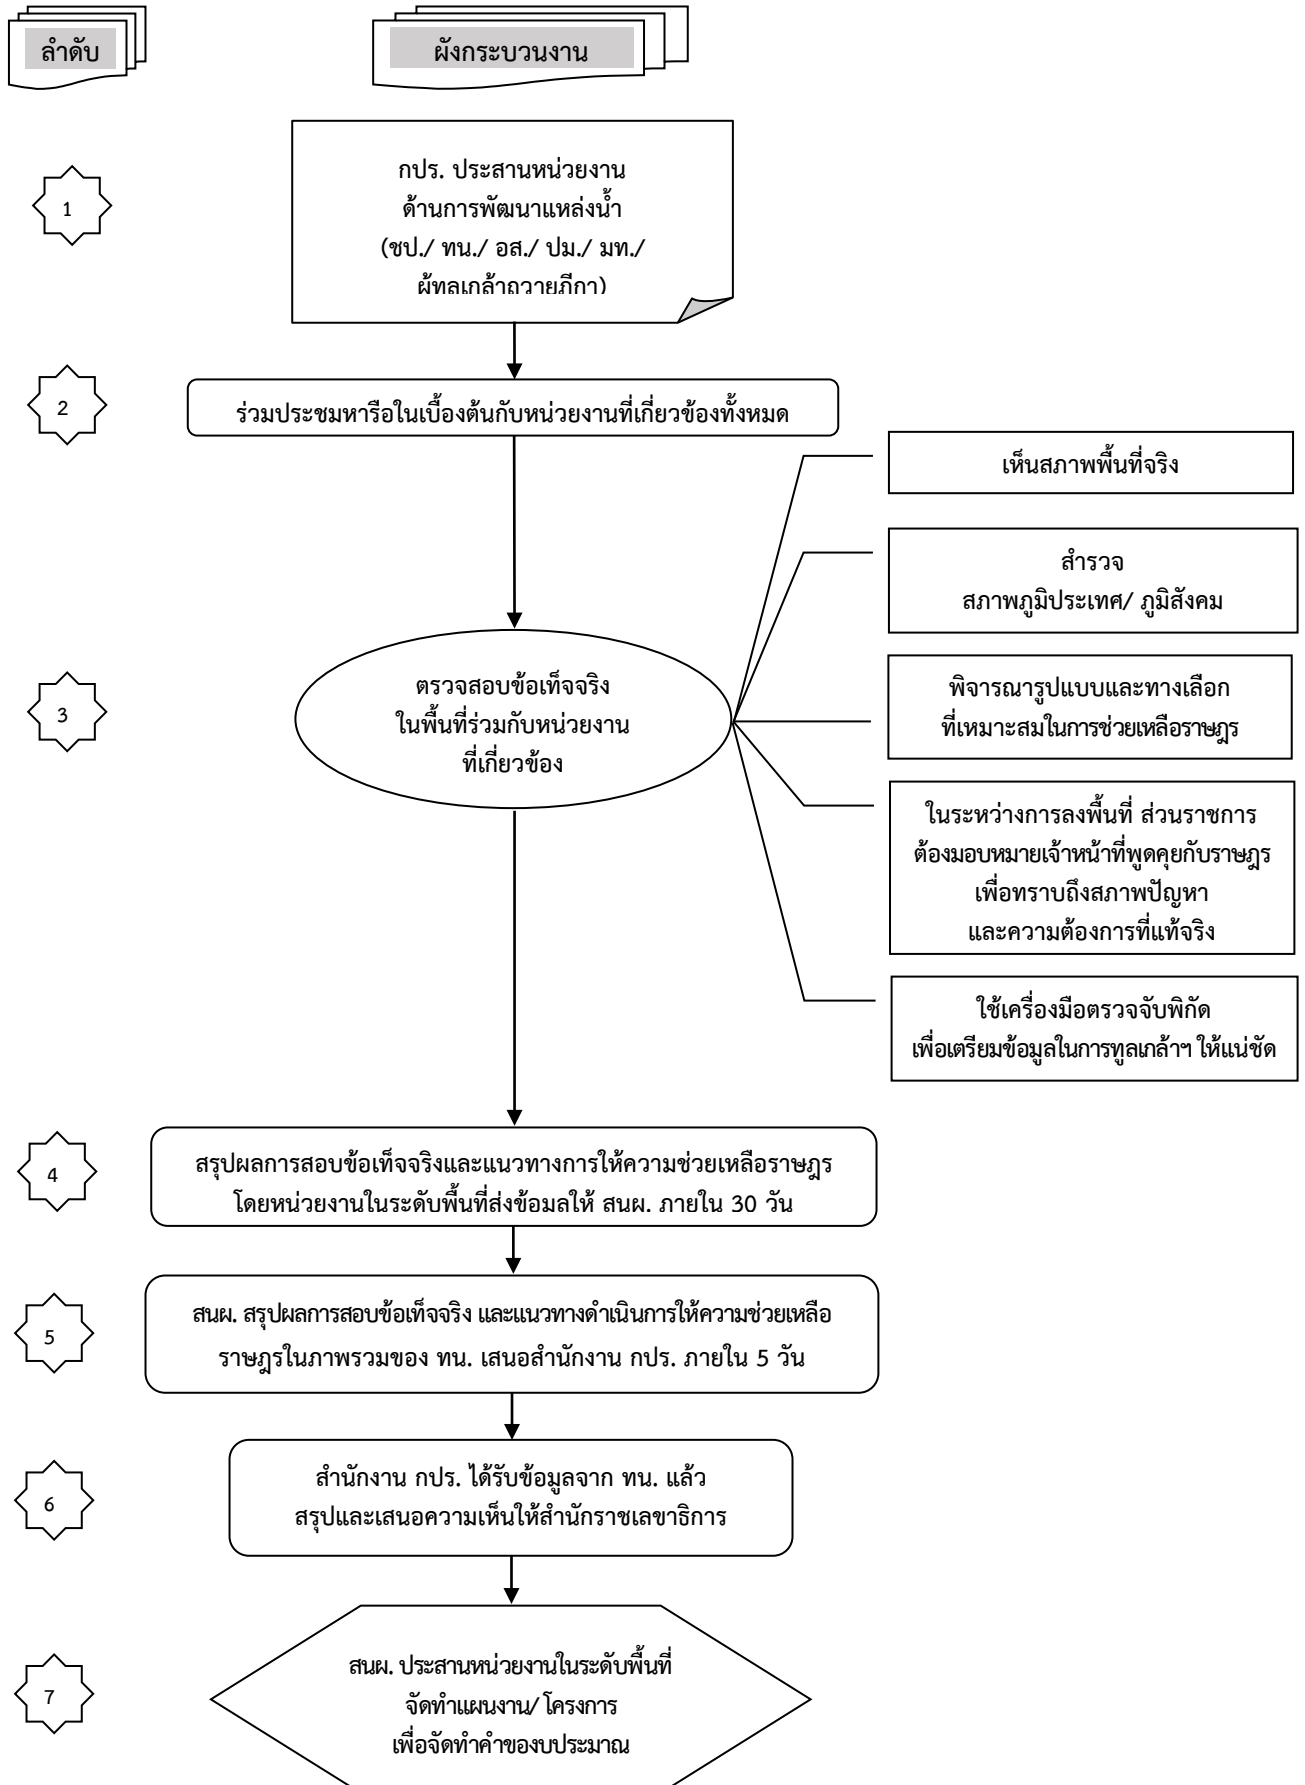 ลำดับ
ผังกระบวนงาน
1
กปร. ประสานหน่วยงาน
ด้านการพัฒนาแหล่งน้ำ
(ชป./ ทน./ อส./ ปม./ มท./
ผู้ทูลเกล้าถวายฎีกา)
2
ร่วมประชุมหารือในเบื้องต้นกับหน่วยงานที่เกี่ยวข้องทั้งหมด
เห็นสภาพพื้นที่จริง
สำรวจ
สภาพภูมิประเทศ/ ภูมิสังคม
3
ตรวจสอบข้อเท็จจริง
ในพื้นที่ร่วมกับหน่วยงาน
ที่เกี่ยวข้อง
พิจารณารูปแบบและทางเลือก
ที่เหมาะสมในการช่วยเหลือราษฎร
ในระหว่างการลงพื้นที่ ส่วนราชการ
ต้องมอบหมายเจ้าหน้าที่พูดคุยกับราษฎร
เพื่อทราบถึงสภาพปัญหา
และความต้องการที่แท้จริง
ใช้เครื่องมือตรวจจับพิกัด
เพื่อเตรียมข้อมูลในการทูลเกล้าฯ ให้แน่ชัด
4
สรุปผลการสอบข้อเท็จจริงและแนวทางการให้ความช่วยเหลือราษฎร
โดยหน่วยงานในระดับพื้นที่ส่งข้อมูลให้ สนผ. ภายใน 30 วัน
5
สนผ. สรุปผลการสอบข้อเท็จจริง และแนวทางดำเนินการให้ความช่วยเหลือ
ราษฎรในภาพรวมของ ทน. เสนอสำนักงาน กปร. ภายใน 5 วัน
6
สำนักงาน กปร. ได้รับข้อมูลจาก ทน. แล้ว
สรุปและเสนอความเห็นให้สำนักราชเลขาธิการ
7
สนผ. ประสานหน่วยงานในระดับพื้นที่
จัดทำแผนงาน/ โครงการ
เพื่อจัดทำคำของบประมาณ